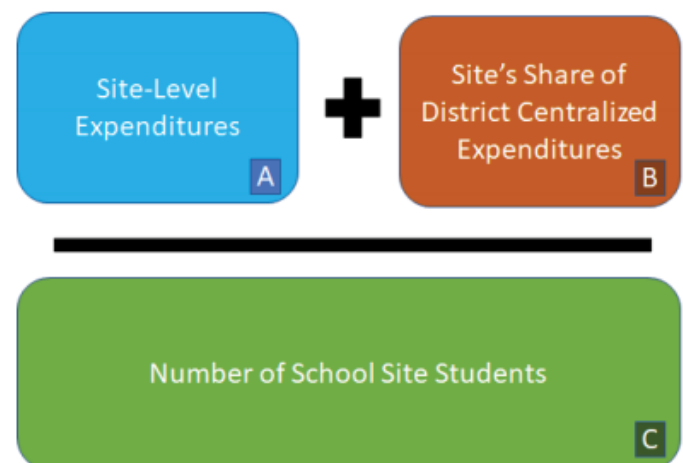 Site-Level
Expenditures
A
Site's Share of
District Centralized
Expenditures
B
Number of School Site Students
C